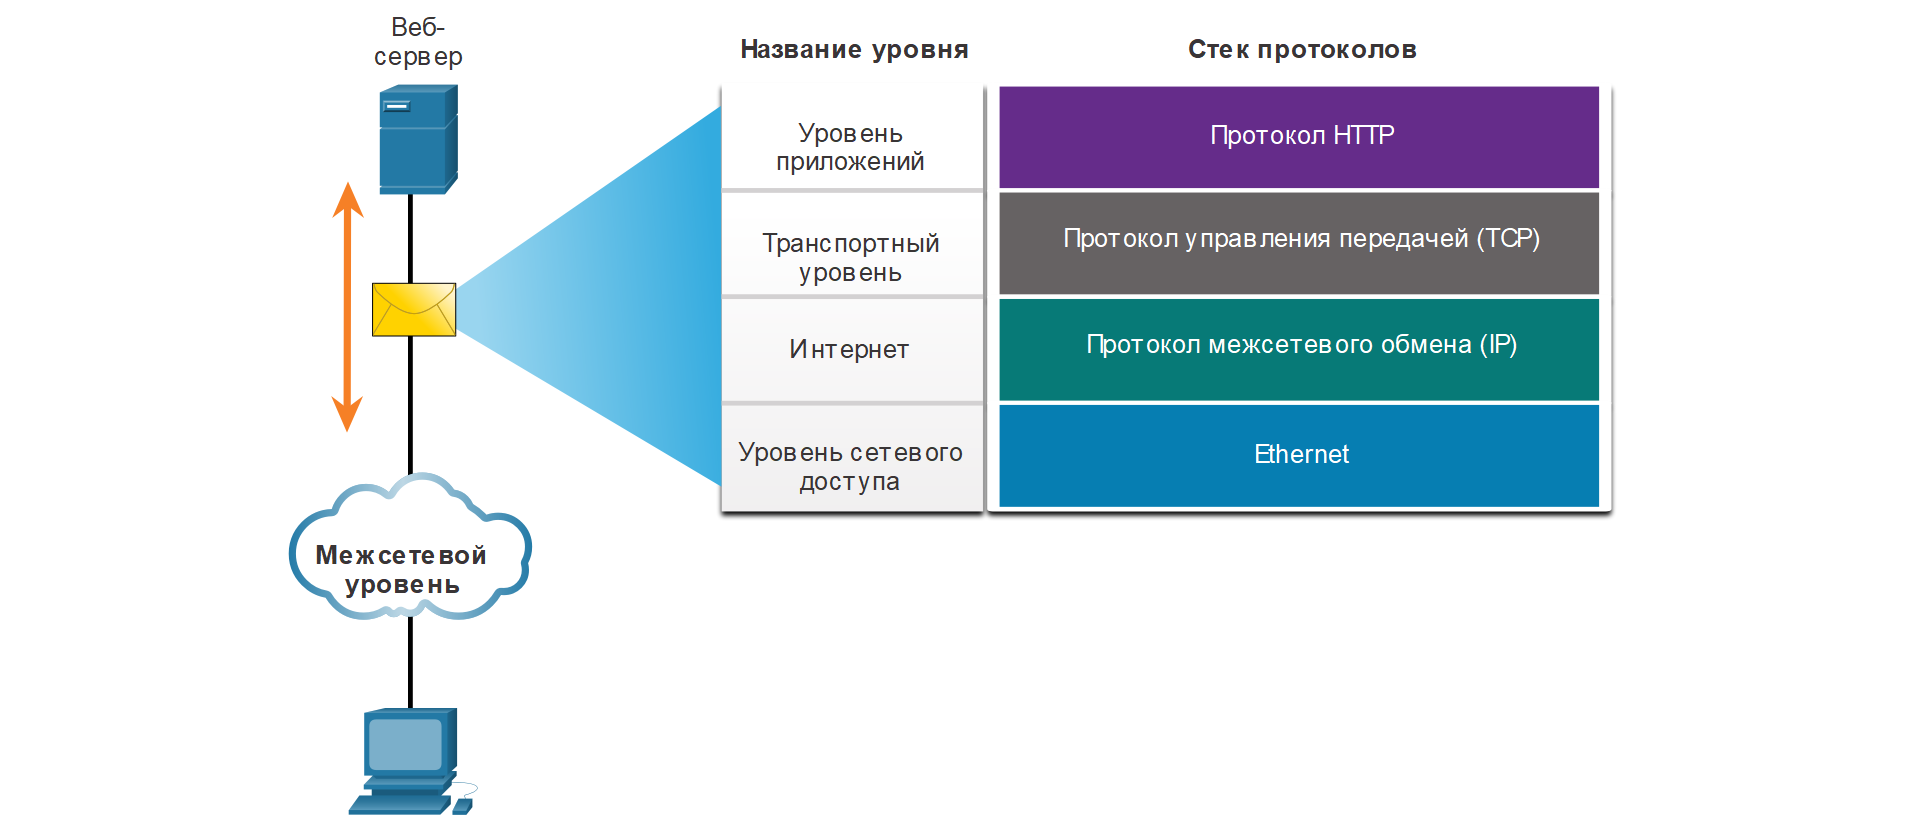 Веб-
сервер
Название уровня
Стек протоколов
Уровень
приложений
Протокол HTTP
Транспортный
уровень
Протокол управления передачей (TCP)
Интернет
Протокол межсетевого обмена (IP)
Уровень сетевого
доступа
Ethernet
Межсетевой
уровень